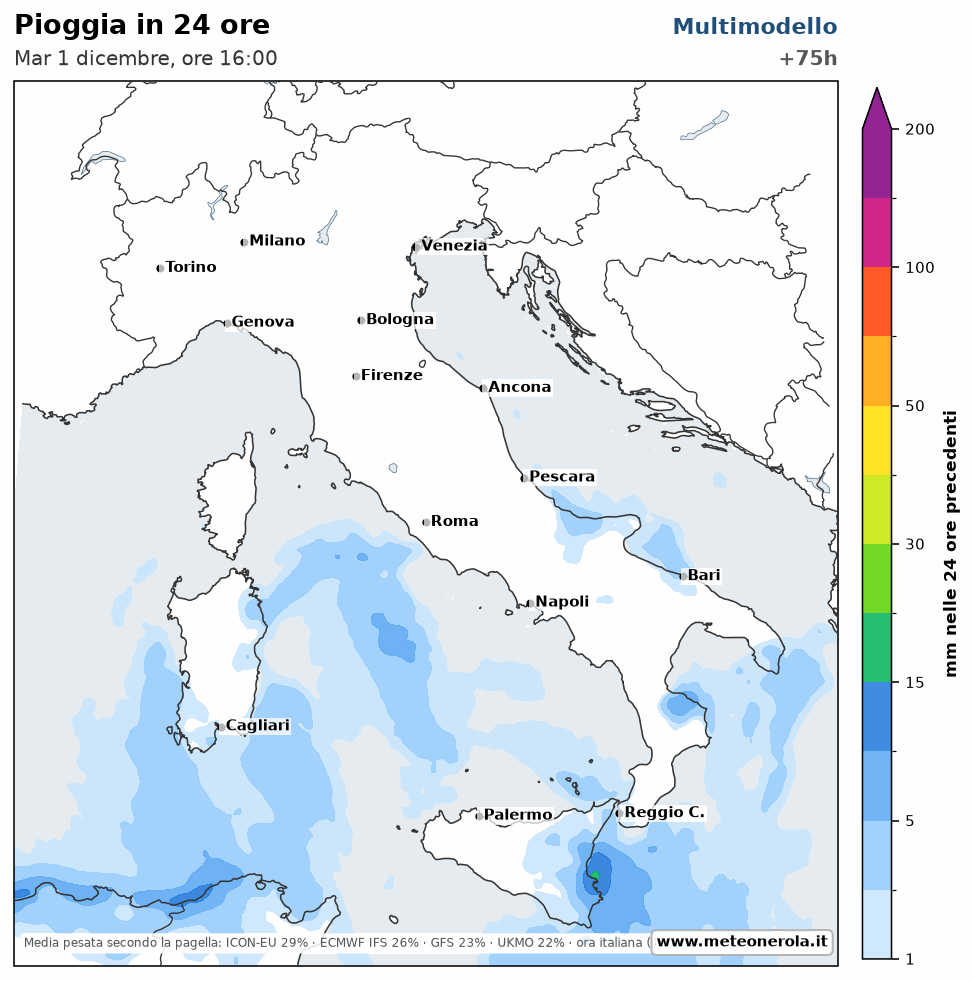 Pioggia in 24 ore
Multimodello
Mar 1 dicembre, ore 16:00
+75h
200
100
50
30
15
5
1
mm nelle 24 ore precedenti
Milano
Venezia
Torino
Genova
Bologna
Firenze
Ancona
Pescara
Roma
Bari
Napoli
Cagliari
Palermo
Reggio C.
Media pesata secondo la pagella: ICON-EU 29% · ECMWF IFS 26% · GFS 23% · UKMO 22% · ora italiana (
www.meteonerola.it